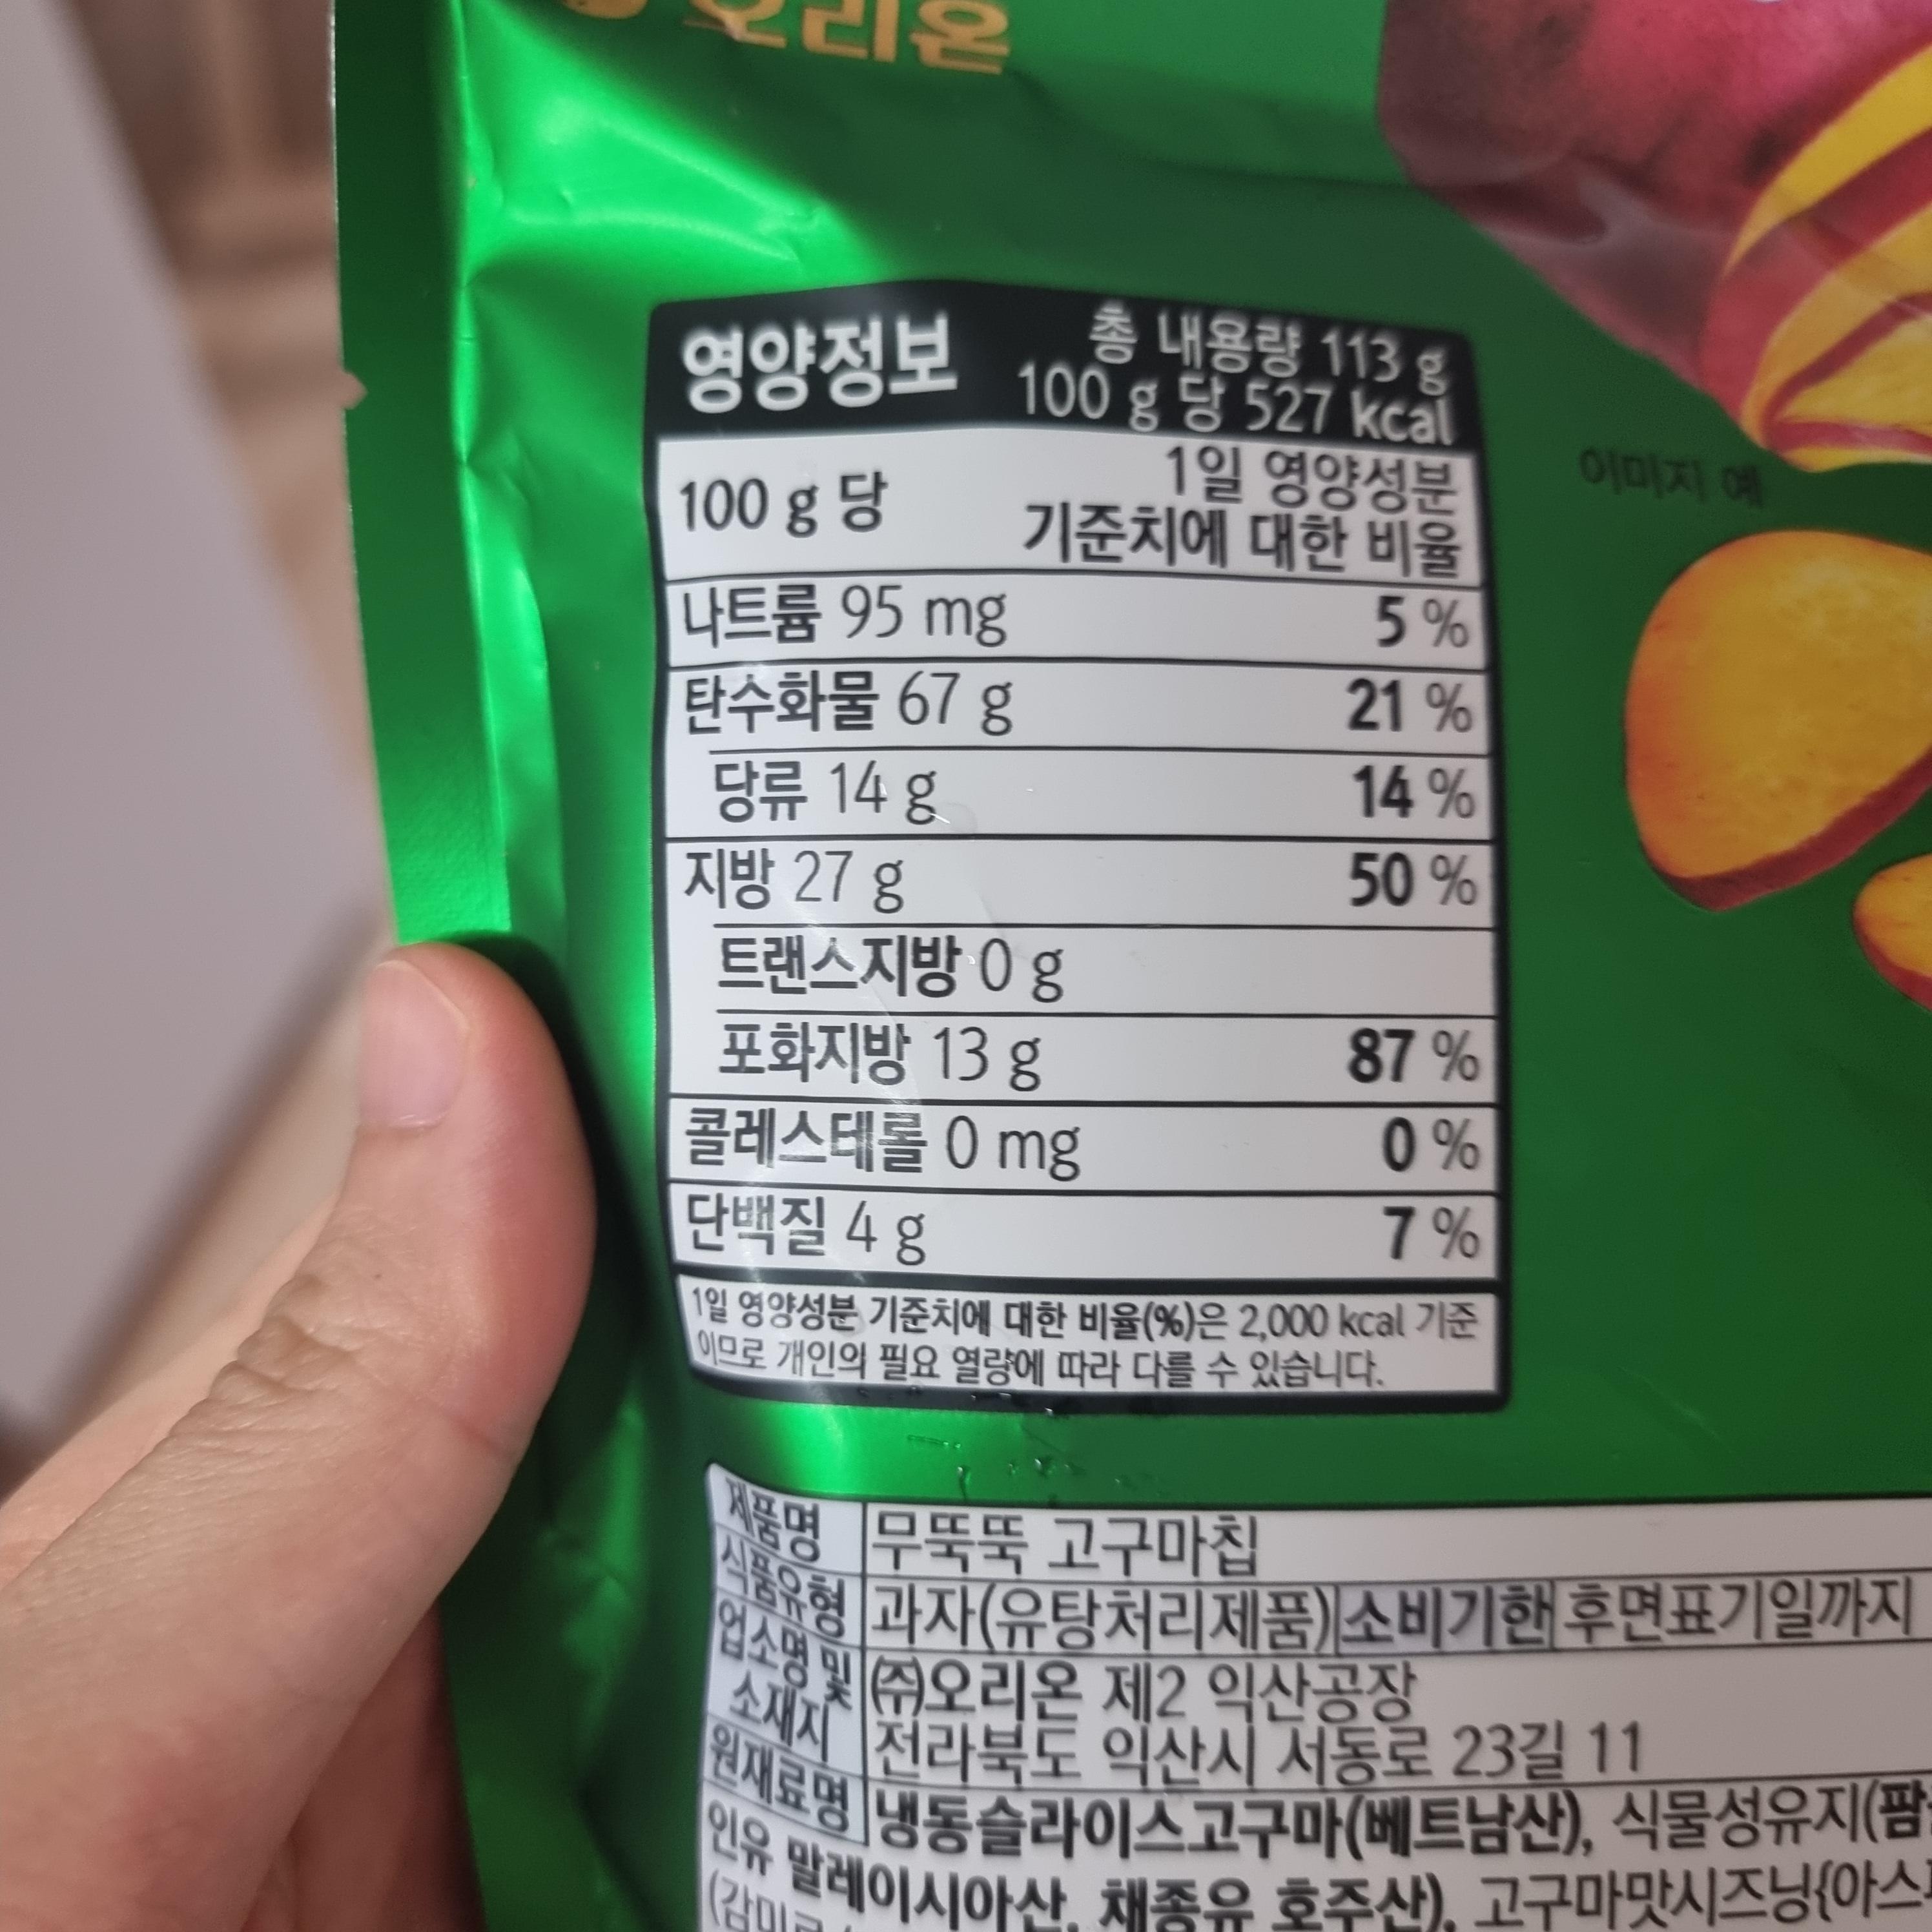 오리온
영양정보
총 내용량 113 g
100 g 당 527 kcal
100 g 당
1일 영양성분
기준치에 대한 비율
나트륨 95 mg 5 %
탄수화물 67 g 21 %
당류 14 g 14 %
지방 27 g 50 %
트랜스지방 0 g
포화지방 13 g 87 %
콜레스테롤 0 mg 0 %
단백질 4 g 7 %
1일 영양성분 기준치에 대한 비율(%)은 2,000 kcal 기준
이므로 개인의 필요 열량에 따라 다를 수 있습니다.
이미지 예
제품명 무뚝뚝 고구마칩
식품유형 과자(유탕처리제품) 소비기한 후면표기일까지
업소명 및 소재지 ㈜오리온 제2 익산공장
전라북도 익산시 서동로 23길 11
원재료명 냉동슬라이스고구마(베트남산), 식물성유지(팜
인유 말레이시아산, 채종유 호주산), 고구마맛시즈닝{아스